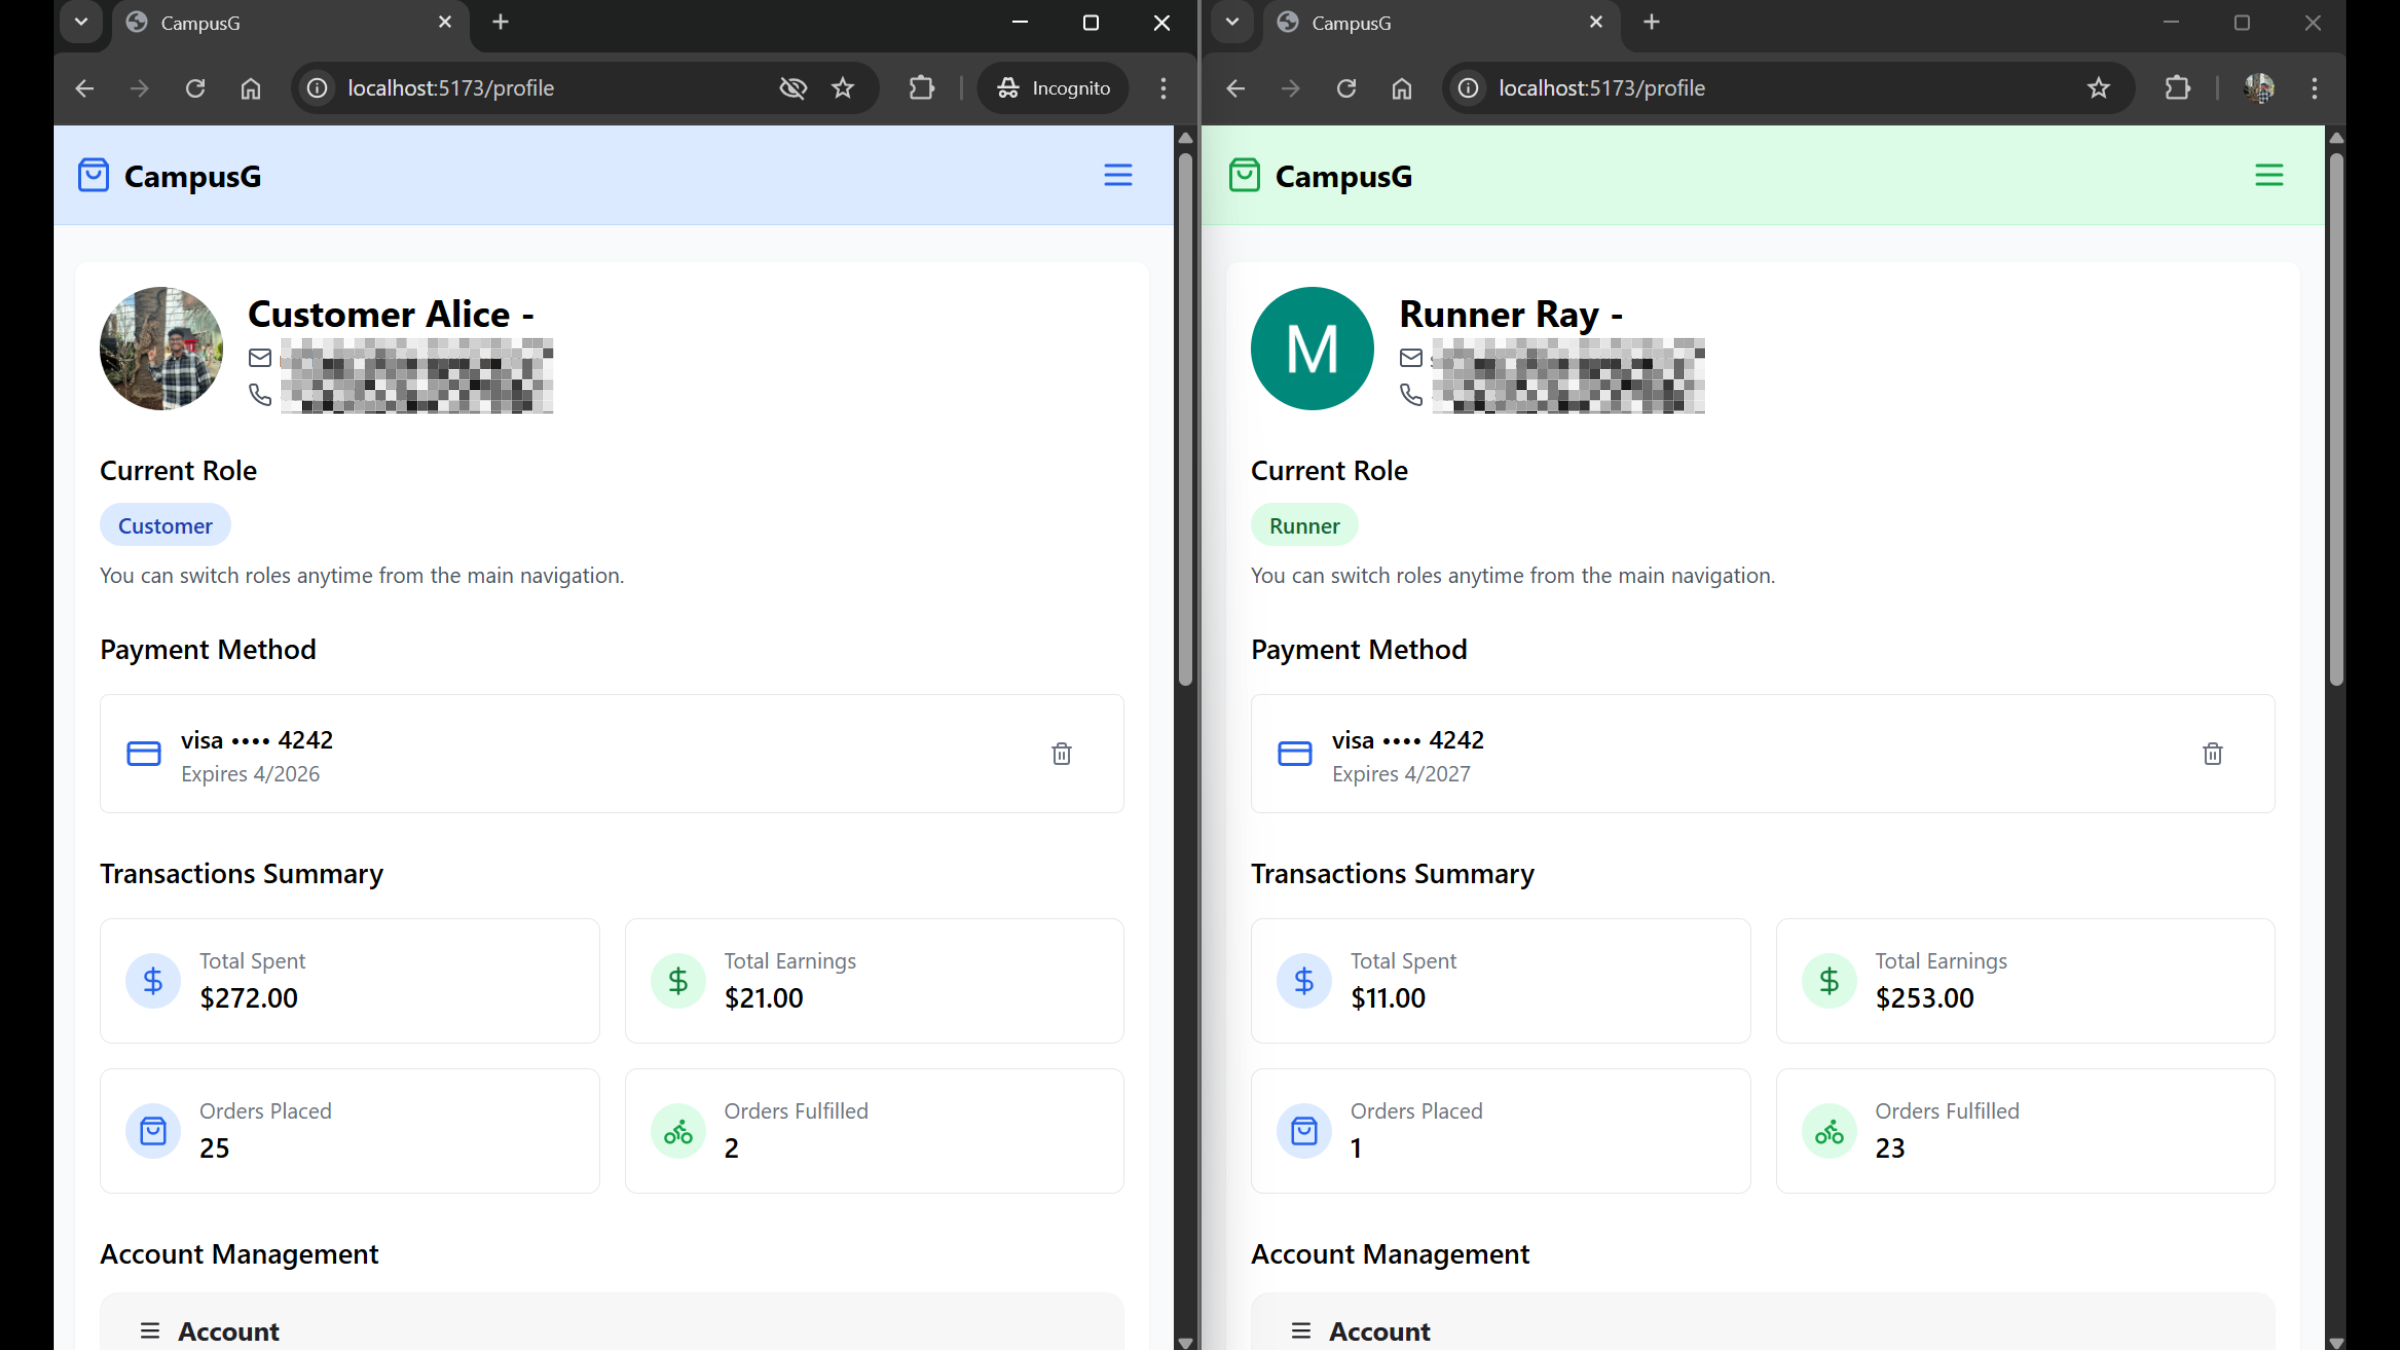 CampusG
localhost:5173/profile
Incognito
CampusG
Customer Alice -
Current Role
Customer
You can switch roles anytime from the main navigation.
Payment Method
visa •••• 4242
Expires 4/2026
Transactions Summary
Total Spent
$272.00
Total Earnings
$21.00
Orders Placed
25
Orders Fulfilled
2
Account Management
Account
CampusG
localhost:5173/profile
CampusG
M
Runner Ray -
Current Role
Runner
You can switch roles anytime from the main navigation.
Payment Method
visa •••• 4242
Expires 4/2027
Transactions Summary
Total Spent
$11.00
Total Earnings
$253.00
Orders Placed
1
Orders Fulfilled
23
Account Management
Account